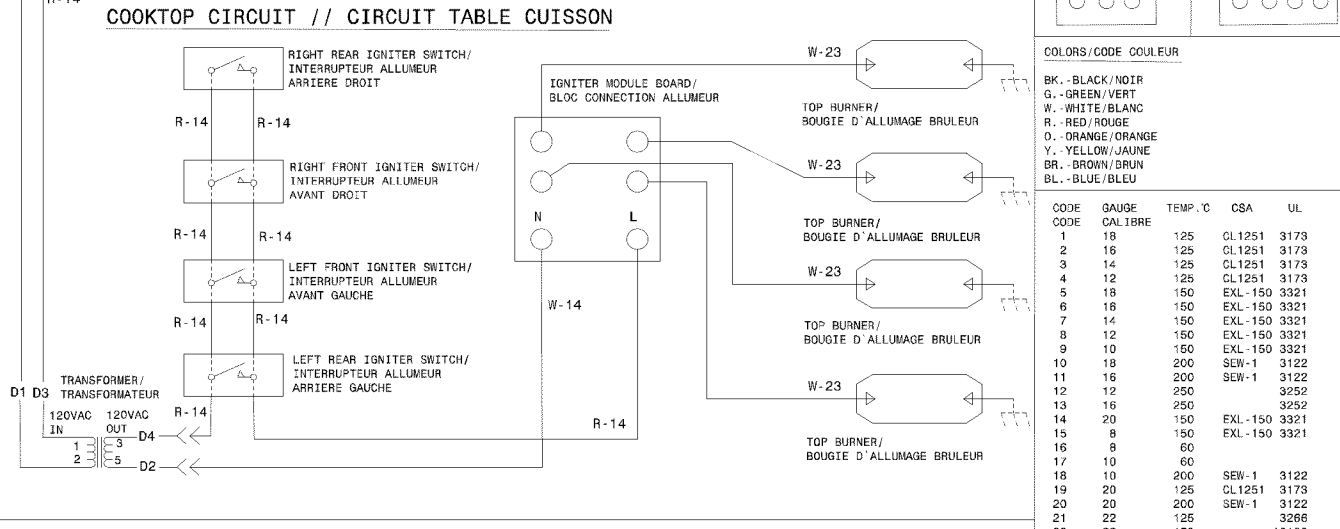 R-14
COOKTOP CIRCUIT // CIRCUIT TABLE CUISSON
RIGHT REAR IGNITER SWITCH/
INTERRUPTEUR ALLUMEUR
ARRIERE DROIT
R-14
R-14
RIGHT FRONT IGNITER SWITCH/
INTERRUPTEUR ALLUMEUR
AVANT DROIT
R-14
R-14
LEFT FRONT IGNITER SWITCH/
INTERRUPTEUR ALLUMEUR
AVANT GAUCHE
R-14
R-14
LEFT REAR IGNITER SWITCH/
INTERRUPTEUR ALLUMEUR
ARRIERE GAUCHE
D1 D3
TRANSFORMER/
TRANSFORMATEUR
120VAC
IN
120VAC
OUT
R-14
1
2
3
5
D4
D2
IGNITER MODULE BOARD/
BLOC CONNECTION ALLUMEUR
N
L
W-14
R-14
W-23
TOP BURNER/
BOUGIE D`ALLUMAGE BRULEUR
W-23
TOP BURNER/
BOUGIE D`ALLUMAGE BRULEUR
W-23
TOP BURNER/
BOUGIE D`ALLUMAGE BRULEUR
W-23
TOP BURNER/
BOUGIE D`ALLUMAGE BRULEUR
COLORS/CODE COULEUR
BK.-BLACK/NOIR
G.-GREEN/VERT
W.-WHITE/BLANC
R.-RED/ROUGE
O.-ORANGE/ORANGE
Y.-YELLOW/JAUNE
BR.-BROWN/BRUN
BL.-BLUE/BLEU
CODE GAUGE TEMP.'C CSA UL
CODE CALIBRE
1 18 125 CL1251 3173
2 16 125 CL1251 3173
3 14 125 CL1251 3173
4 12 125 CL1251 3173
5 18 150 EXL-150 3321
6 16 150 EXL-150 3321
7 14 150 EXL-150 3321
8 12 150 EXL-150 3321
9 10 150 EXL-150 3321
10 18 200 SEW-1 3122
11 16 200 SEW-1 3122
12 12 250 3252
13 16 250 3252
14 20 150 EXL-150 3321
15 8 150 EXL-150 3321
16 8 60
17 10 60
18 10 200 SEW-1 3122
19 20 125 CL1251 3173
20 20 200 SEW-1 3122
21 22 125 3266